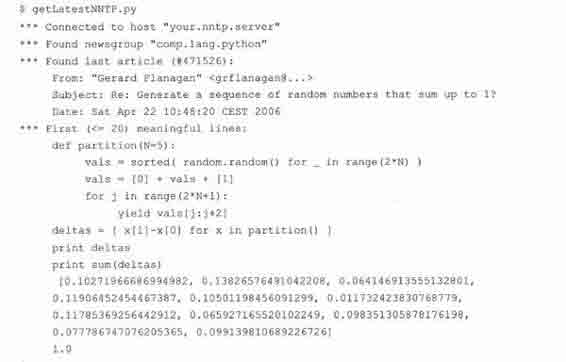 $ getLatestNNTP.py
*** Connected to host "your.nntp.server"
*** Found newsgroup "comp.lang.python"
*** Found last article (#471526):
From: "Gerard Flanagan" <grflanagan@...>
Subject: Re: Generate a sequence of random numbers that sum up to 1?
Date: Sat Apr 22 10:48:20 CEST 2006
*** First (<= 20) meaningful lines:
def partition(N=5):
vals = sorted( random.random() for _ in range(2*N) )
vals = [0] + vals + [1]
for j in range(2*N+1):
yield vals[j:j+2]
deltas = [ x[1]-x[0] for x in partition() ]
print deltas
print sum(deltas)
[0.10271966686994982, 0.13826576491042208, 0.064146913555132801,
0.11906452454467387, 0.10501198456091299, 0.011732423830768779,
0.11785369256442912, 0.065927165520102249, 0.098351305878176198,
0.077786747076205365, 0.099139810689226726]
1.0